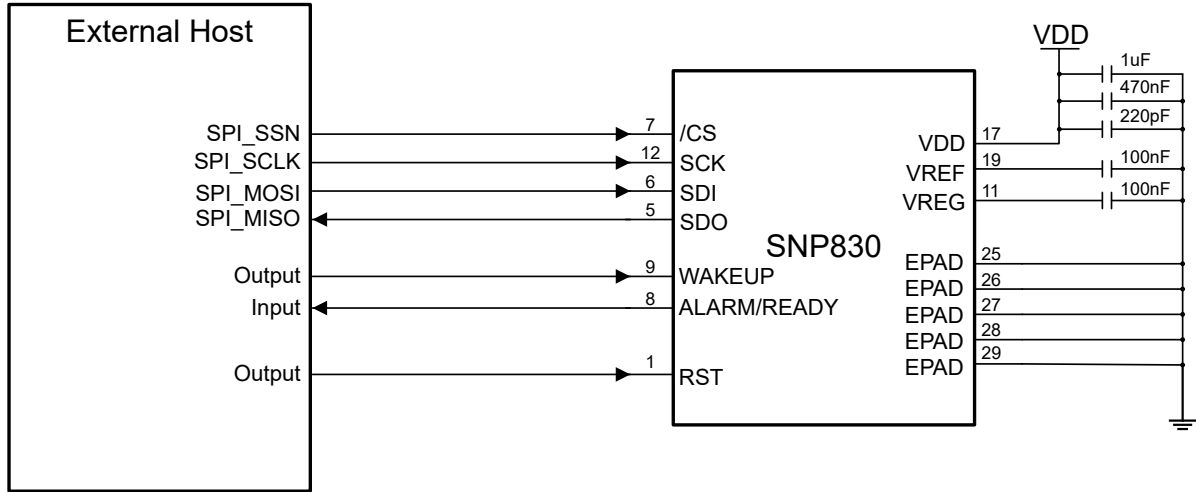 External Host
SPI_SSN
SPI_SCLK
SPI_MOSI
SPI_MISO
Output
Input
Output
7
12
6
5
9
8
1
/CS
SCK
SDI
SDO
WAKEUP
ALARM/READY
RST
SNP830
VDD
VREF
VREG
EPAD
EPAD
EPAD
EPAD
EPAD
17
19
11
25
26
27
28
29
VDD
1uF
470nF
220pF
100nF
100nF